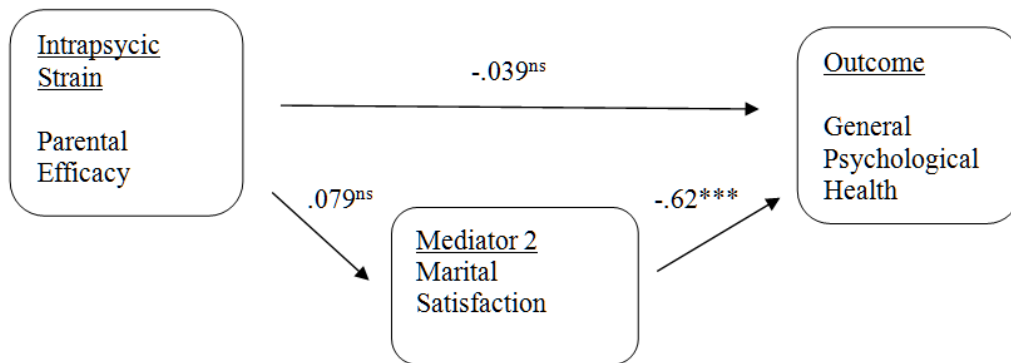 Intrapsycic
Strain
Parental
Efficacy
-.039ns
Outcome
General
Psychological
Health
.079ns
-.62***
Mediator 2
Marital
Satisfaction